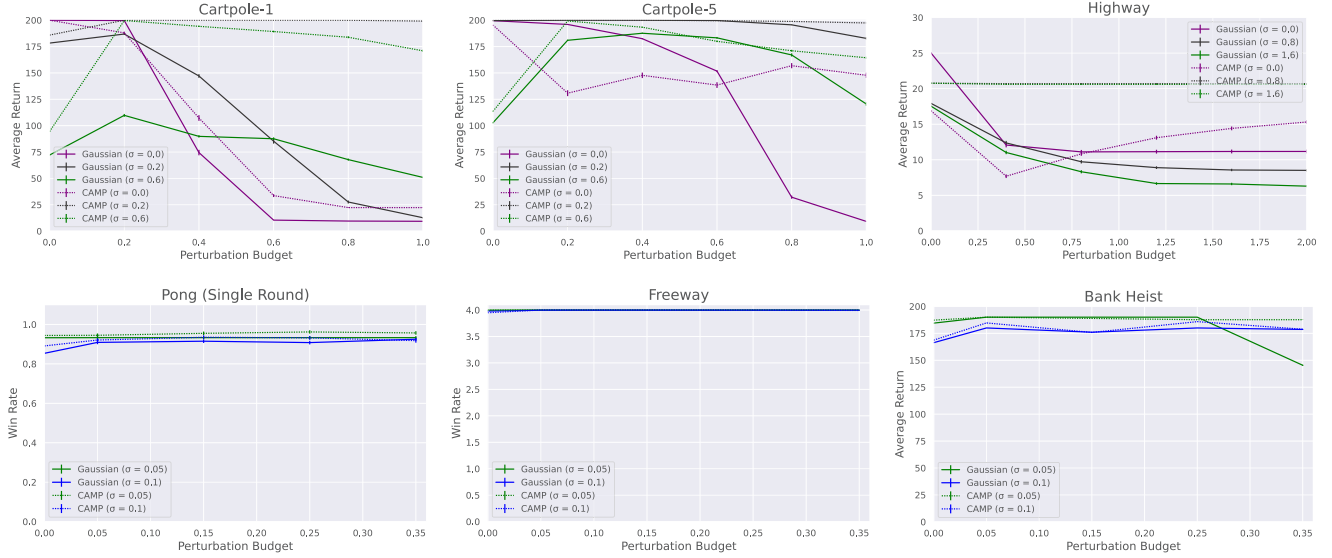 Cartpole-1
200
175
150
125
100
75
50
25
0
Average Return
Gaussian (σ = 0,0)
Gaussian (σ = 0.2)
Gaussian (σ = 0.6)
CAMP (σ = 0.0)
CAMP (σ = 0.2)
CAMP (σ = 0.6)
0.0 0.2 0.4 0.6 0.8 1.0
Perturbation Budget
Cartpole-5
200
175
150
125
100
75
50
25
0
Average Return
Gaussian (σ = 0,0)
Gaussian (σ = 0.2)
Gaussian (σ = 0.6)
CAMP (σ = 0.0)
CAMP (σ = 0.2)
CAMP (σ = 0.6)
0.0 0.2 0.4 0.6 0.8 1.0
Perturbation Budget
Highway
30
25
20
15
10
5
0
Average Return
Gaussian (σ = 0,0)
Gaussian (σ = 0,8)
Gaussian (σ = 1,6)
CAMP (σ = 0.0)
CAMP (σ = 0.8)
CAMP (σ = 1.6)
0.00 0.25 0.50 0.75 1.00 1.25 1.50 1.75 2.00
Perturbation Budget
Pong (Single Round)
1.0
0.8
0.6
0.4
0.2
0.0
Win Rate
Gaussian (σ = 0.05)
Gaussian (σ = 0.1)
CAMP (σ = 0.05)
CAMP (σ = 0.1)
0.00 0.05 0.10 0.15 0.20 0.25 0.30 0.35
Perturbation Budget
Freeway
4.0
3.5
3.0
2.5
2.0
1.5
1.0
0.5
0.0
Win Rate
Gaussian (σ = 0.05)
Gaussian (σ = 0.1)
CAMP (σ = 0.05)
CAMP (σ = 0.1)
0.00 0.05 0.10 0.15 0.20 0.25 0.30 0.35
Perturbation Budget
Bank Heist
200
175
150
125
100
75
50
25
0
Average Return
Gaussian (σ = 0.05)
Gaussian (σ = 0.1)
CAMP (σ = 0.05)
CAMP (σ = 0.1)
0.00 0.05 0.10 0.15 0.20 0.25 0.30 0.35
Perturbation Budget